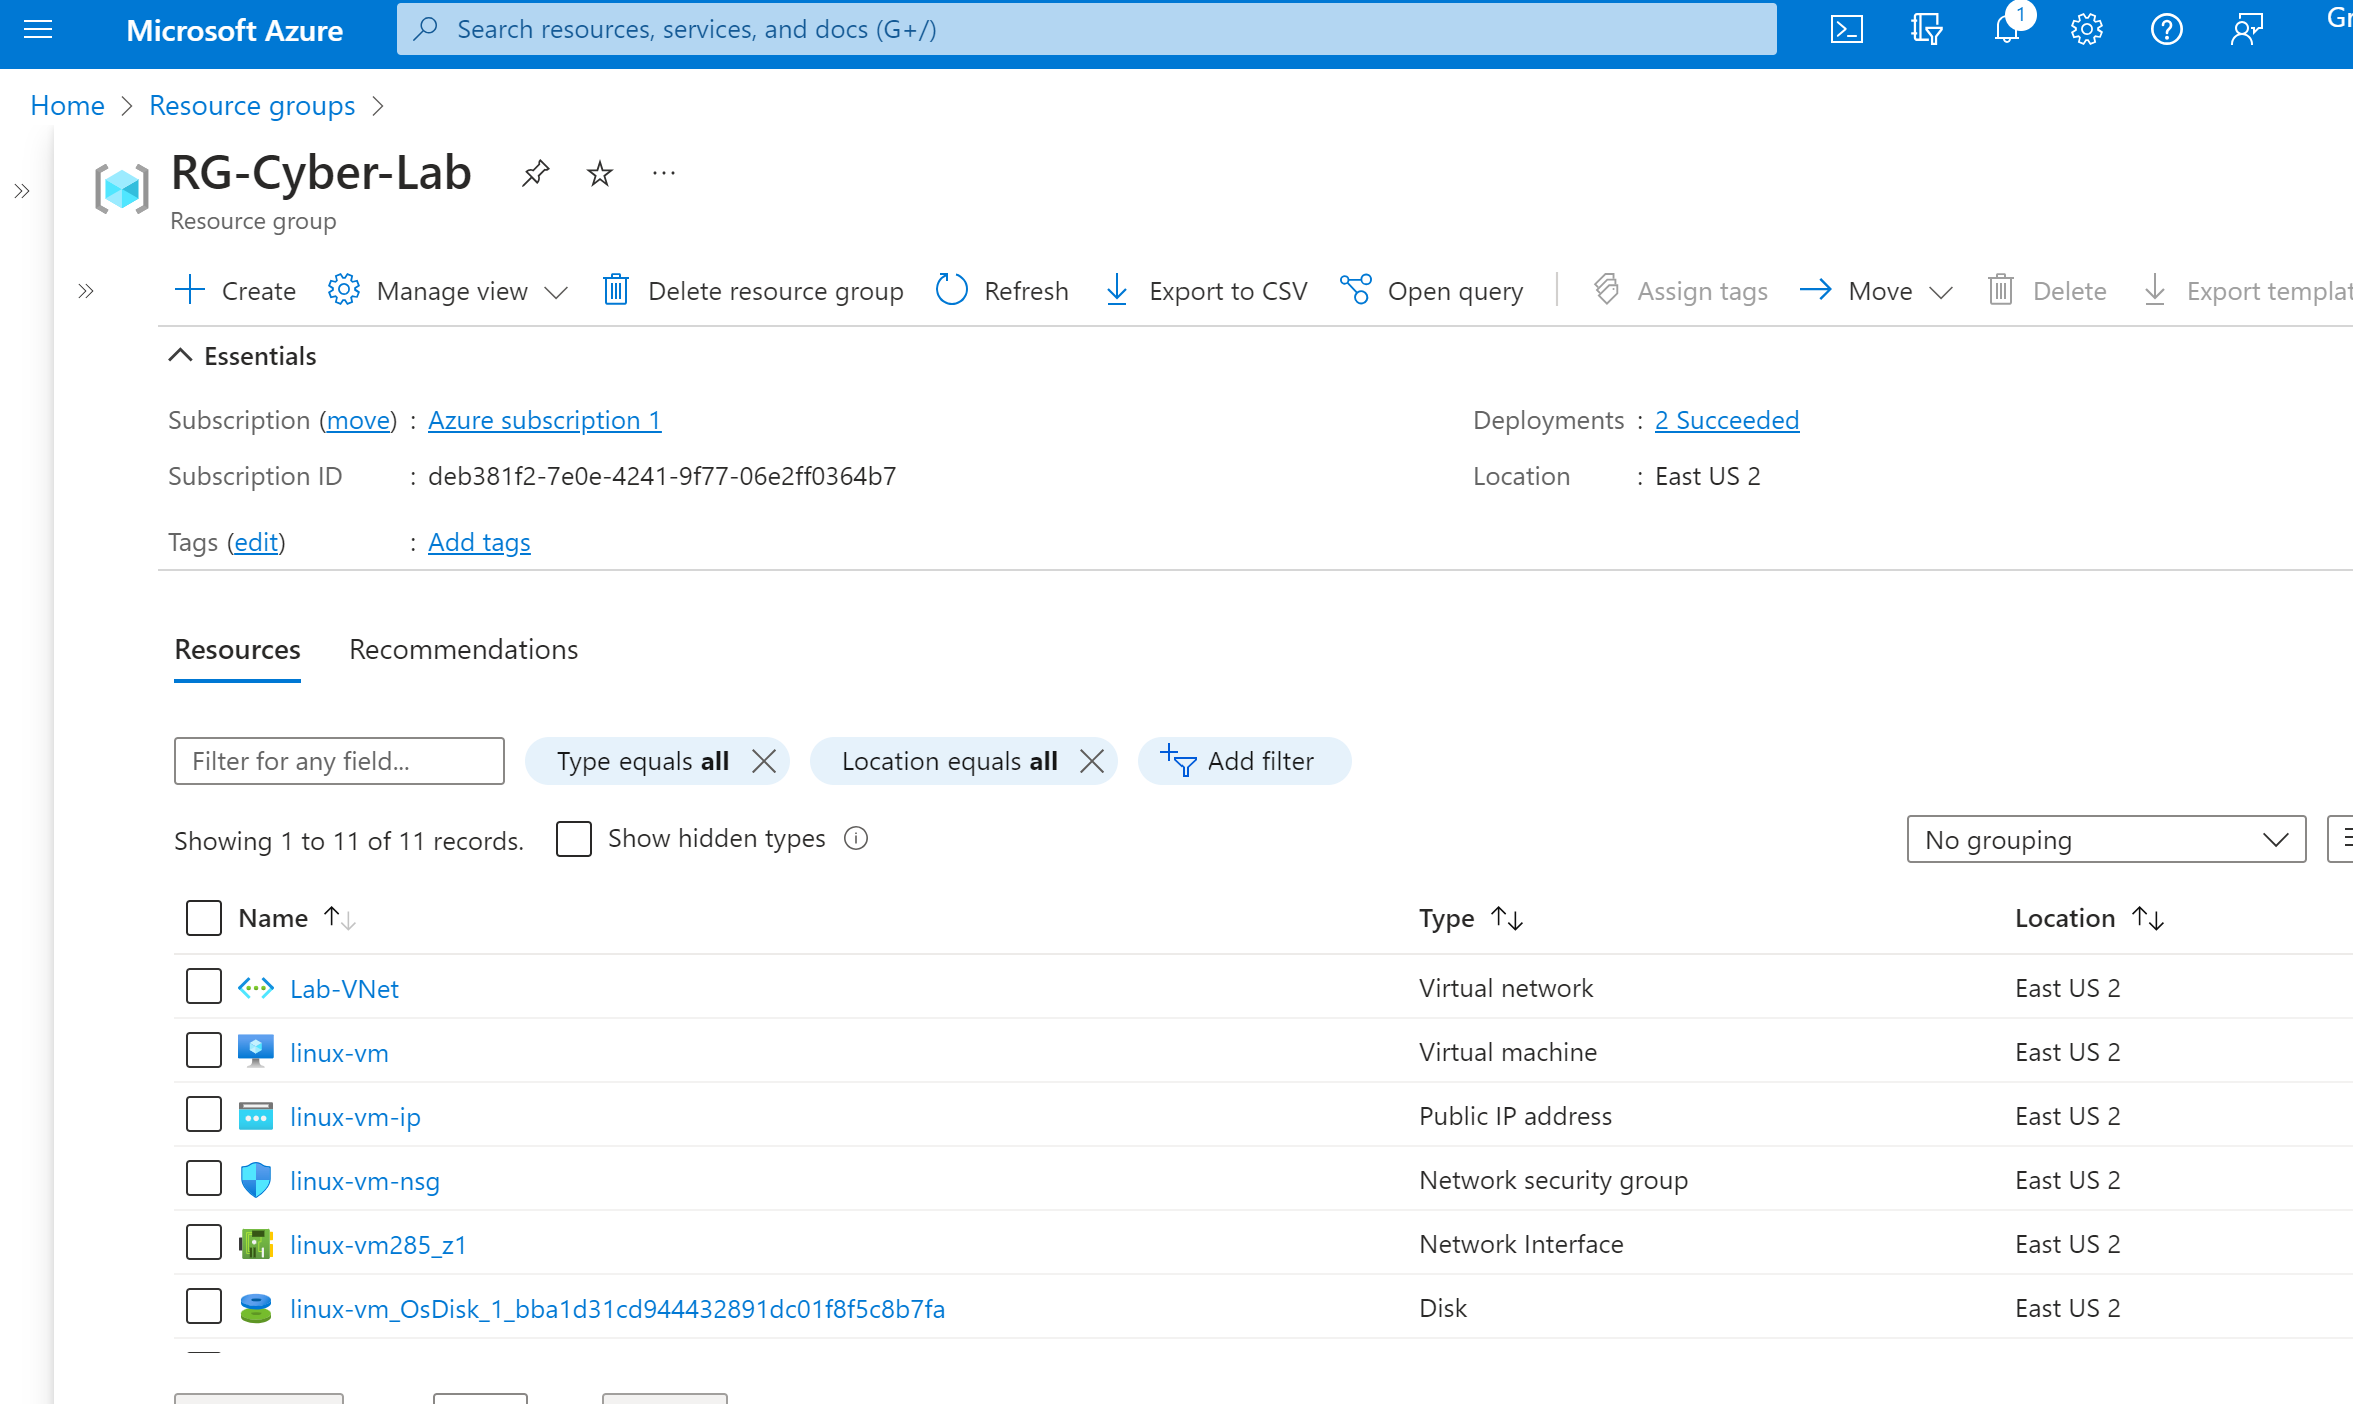 Microsoft Azure
Search resources, services, and docs (G+/)
1
Gr
Home
Resource groups
RG-Cyber-Lab
Resource group
Create
Manage view
Delete resource group
Refresh
Export to CSV
Open query
Assign tags
Move
Delete
Export templat
Essentials
Subscription (move) : Azure subscription 1
Deployments : 2 Succeeded
Subscription ID : deb381f2-7e0e-4241-9f77-06e2ff0364b7
Location : East US 2
Tags (edit) : Add tags
Resources
Recommendations
Filter for any field...
Type equals all
Location equals all
Add filter
Showing 1 to 11 of 11 records.
Show hidden types
No grouping
Name
Type
Location
Lab-VNet
Virtual network
East US 2
linux-vm
Virtual machine
East US 2
linux-vm-ip
Public IP address
East US 2
linux-vm-nsg
Network security group
East US 2
linux-vm285_z1
Network Interface
East US 2
linux-vm_OsDisk_1_bba1d31cd944432891dc01f8f5c8b7fa
Disk
East US 2